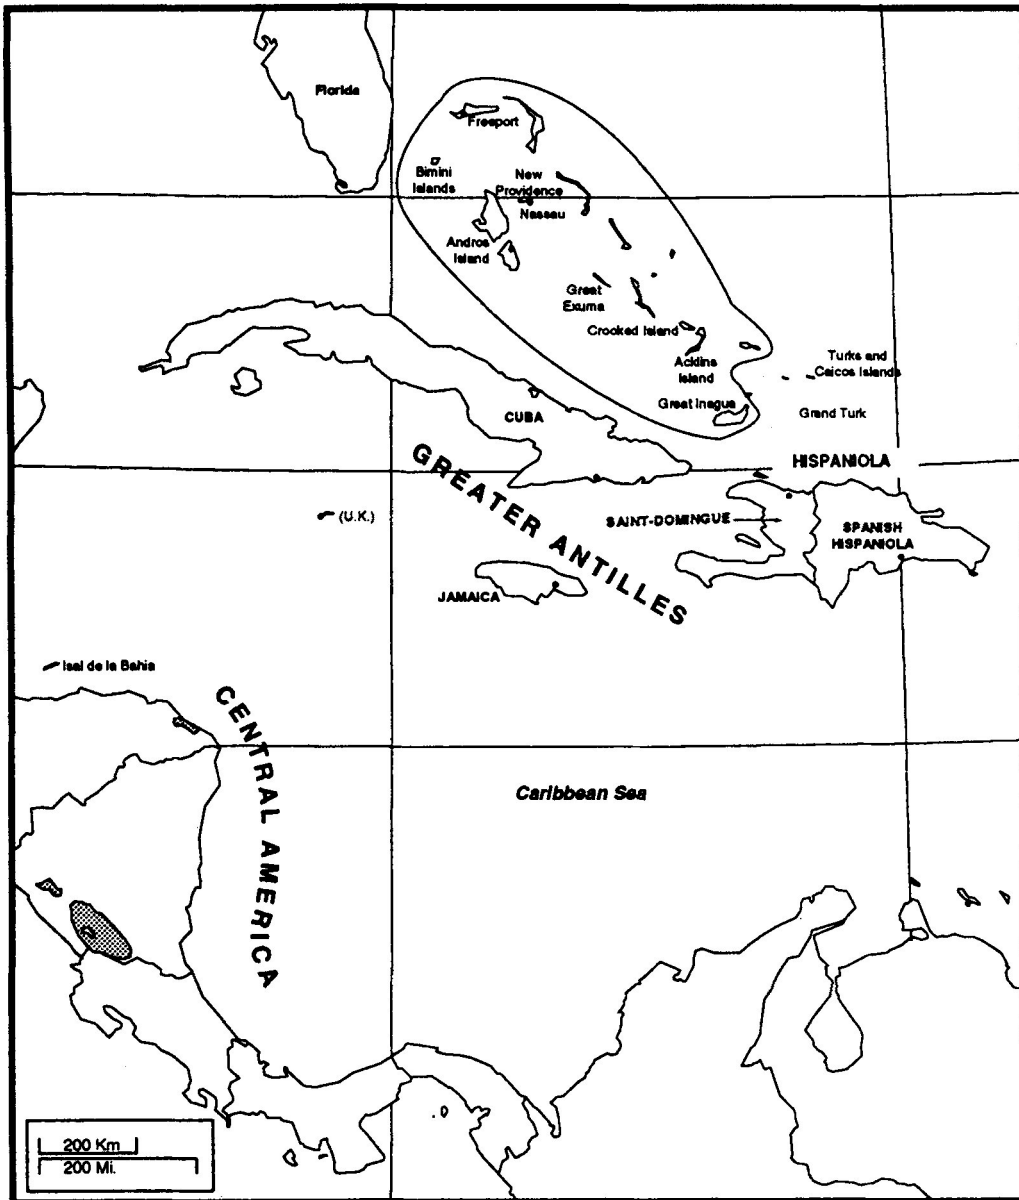 Florida
Freeport
Bimini
Islands
New
Providence
Nassau
Andros
Island
Great
Exuma
Crooked Island
Acklins
Island
Turks and
Caicos Islands
Great Inagua
Grand Turk
CUBA
GREATER ANTILLES
HISPANIOLA
(U.K.)
SAINT-DOMINGUE
SPANISH
HISPANIOLA
JAMAICA
Isal de la Bahia
CENTRAL AMERICA
Caribbean Sea
200 Km
200 Mi.